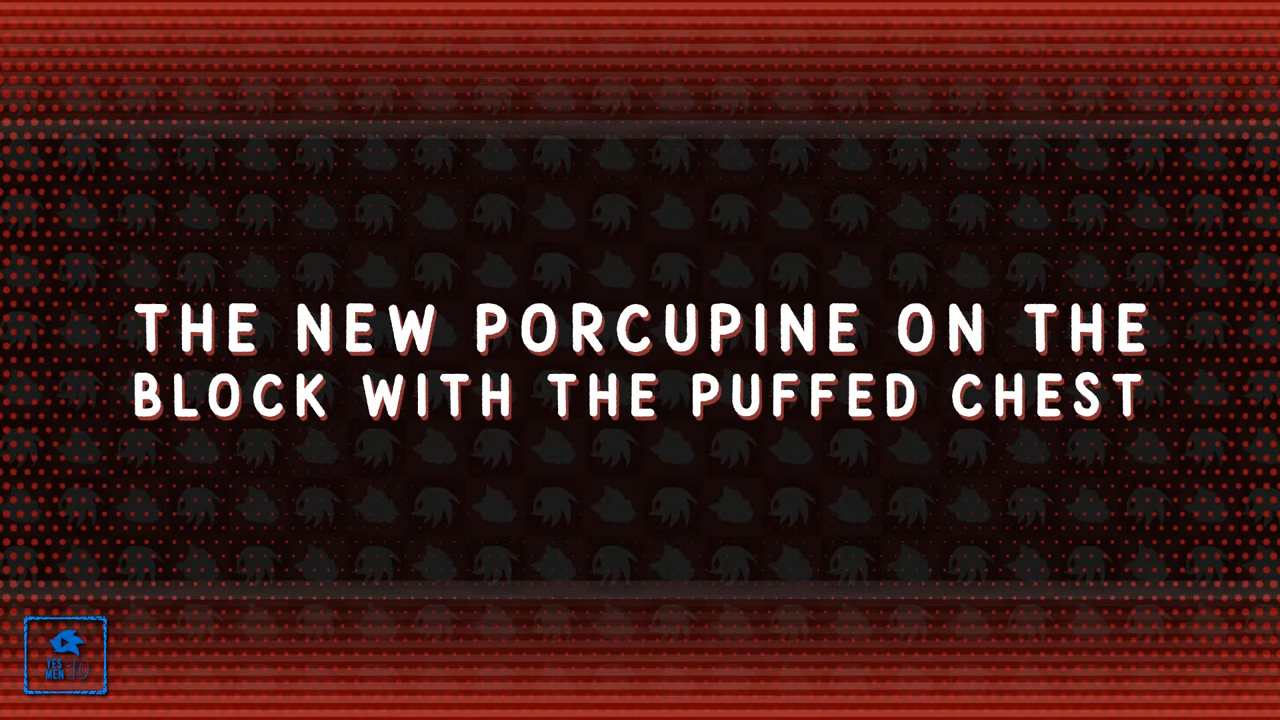 THE NEW PORCUPINE ON THE
BLOCK WITH THE PUFFED CHEST
YES
MEN